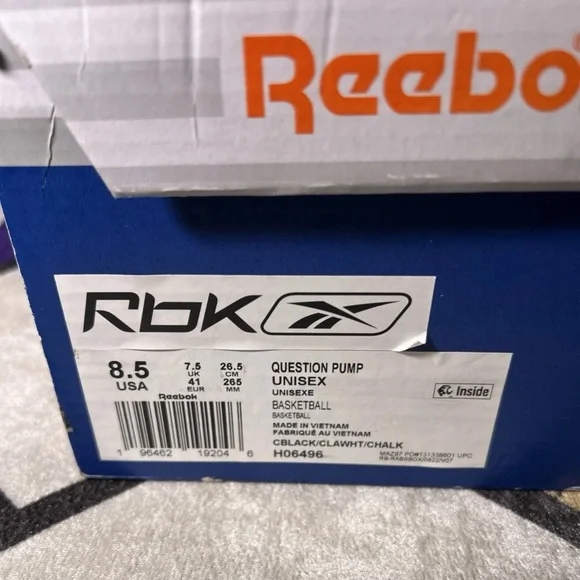 Reebo
RbK
8.5
USA
7.5
UK
41
EUR
26.5
CM
265
MM
Reebok
1 96462 19204 6
QUESTION PUMP
UNISEX
UNISEXE
BASKETBALL
BASKETBALL
MADE IN VIETNAM
FABRIQUÉ AU VIETNAM
CBLACK/CLAWHT/CHALK
H06496
Inside